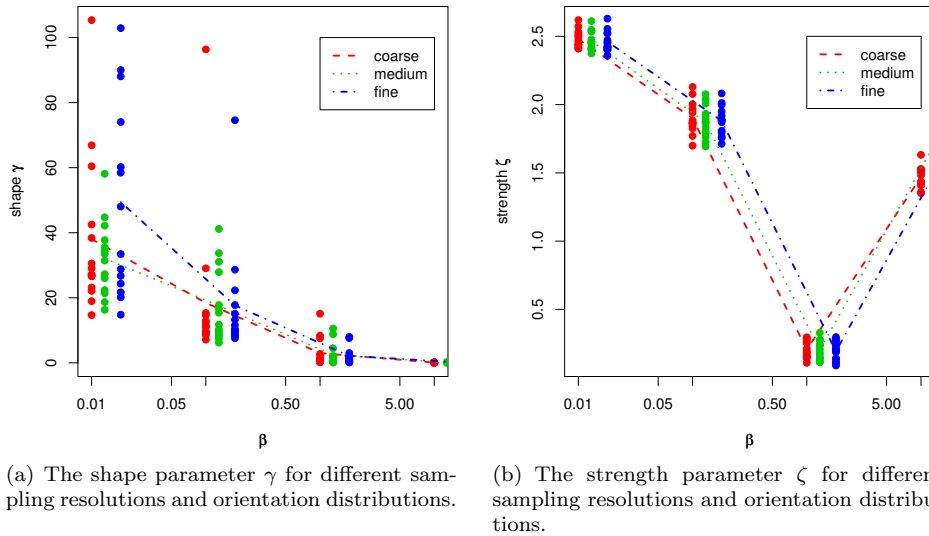 shape γ
100
80
60
40
20
0
coarse
medium
fine
0.01
0.05
0.50
5.00
β
(a) The shape parameter γ for different sam-
pling resolutions and orientation distributions.
strength ζ
2.5
2.0
1.5
1.0
0.5
coarse
medium
fine
0.01
0.05
0.50
5.00
β
(b) The strength parameter ζ for differen
sampling resolutions and orientation distribu
tions.